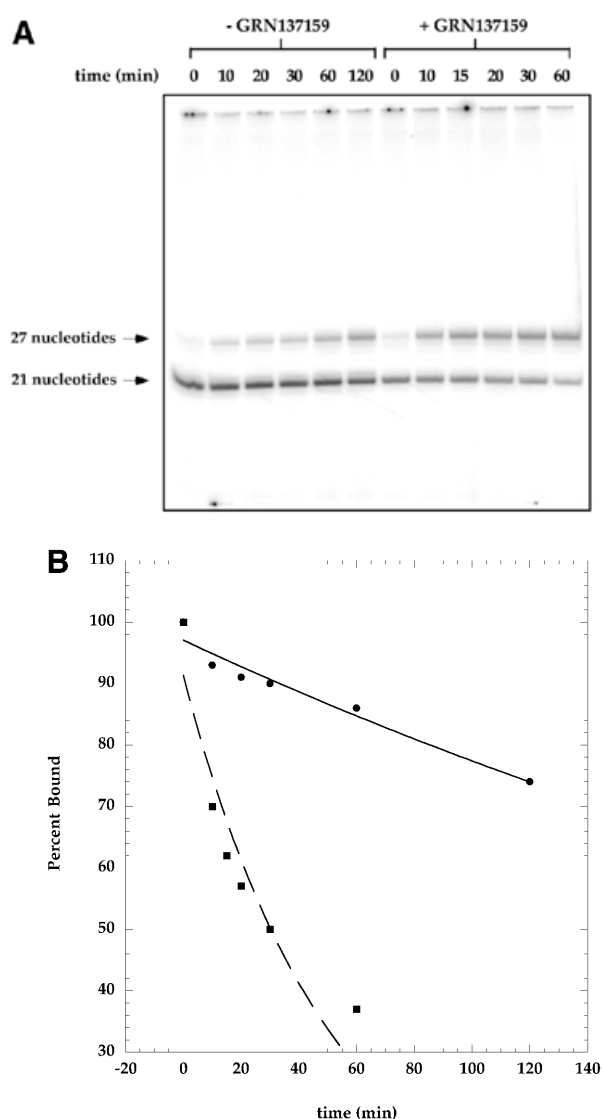 A
- GRN137159 + GRN137159
time (min) 0 10 20 30 60 120 0 10 15 20 30 60
27 nucleotides
21 nucleotides
B
110
100
90
80
70
60
50
40
30
Percent Bound
-20 0 20 40 60 80 100 120 140
time (min)